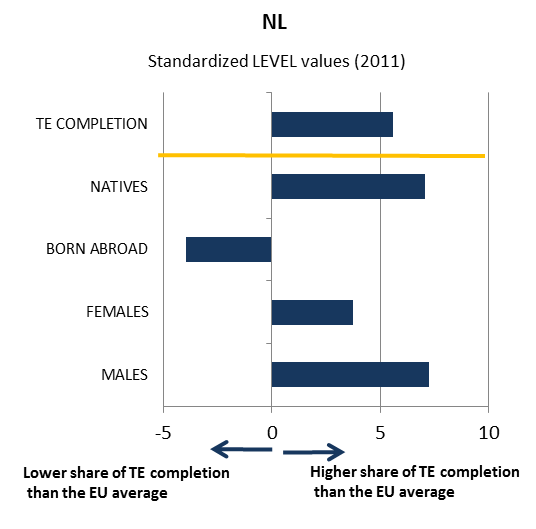 NL
Standardized LEVEL values (2011)
TE COMPLETION
NATIVES
BORN ABROAD
FEMALES
MALES
-5 0 5 10
Lower share of TE completion
than the EU average
Higher share of TE completion
than the EU average